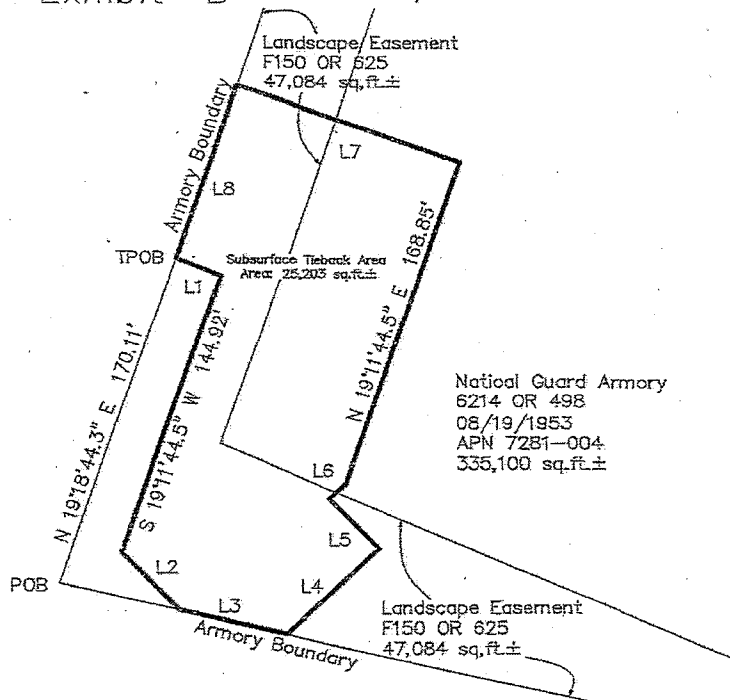 Exhibit B
Landscape Easement
F150 OR 625
47,084 sq.ft.±
Armory Boundary
L7
L8
TPOB
Subsurface Tieback Area
Area: 25,203 sq.ft.±
L1
N 19°11'44.5" E 168.85'
S 19°11'44.5" W 144.92'
N 19°18'44.3" E 170.11'
Natioal Guard Armory
6214 OR 498
08/19/1953
APN 7281-004
335,100 sq.ft.±
L6
L5
L2
L4
POB
L3
Armory Boundary
Landscape Easement
F150 OR 625
47,084 sq.ft.±